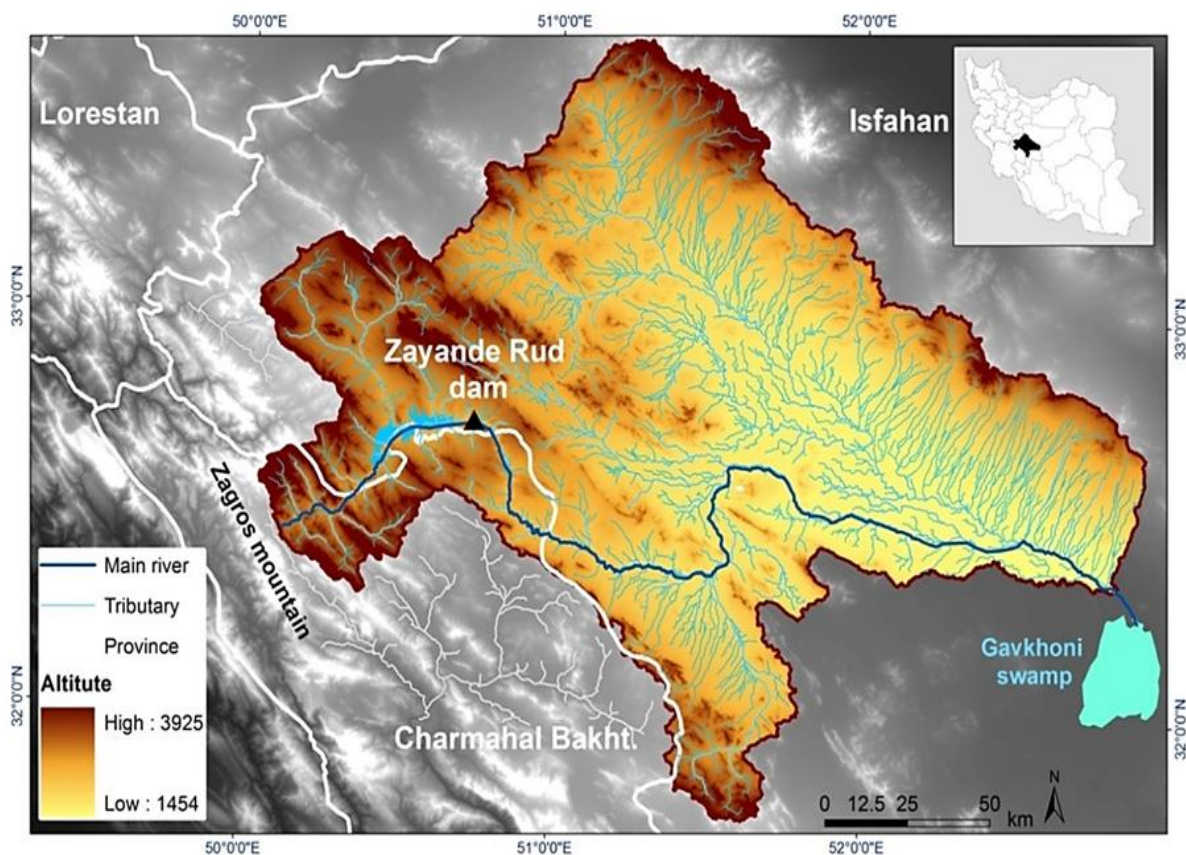 50°0'0"E
51°0'0"E
52°0'0"E
Lorestan
Isfahan
33°0'0"N
33°0'0"N
Zayande Rud
dam
Zagros mountain
Main river
Tributary
Province
Altitute
High : 3925
Low : 1454
Gavkhoni
swamp
32°0'0"N
32°0'0"N
Charmahal Bakht.
N
0 12.5 25 50
km
50°0'0"E
51°0'0"E
52°0'0"E